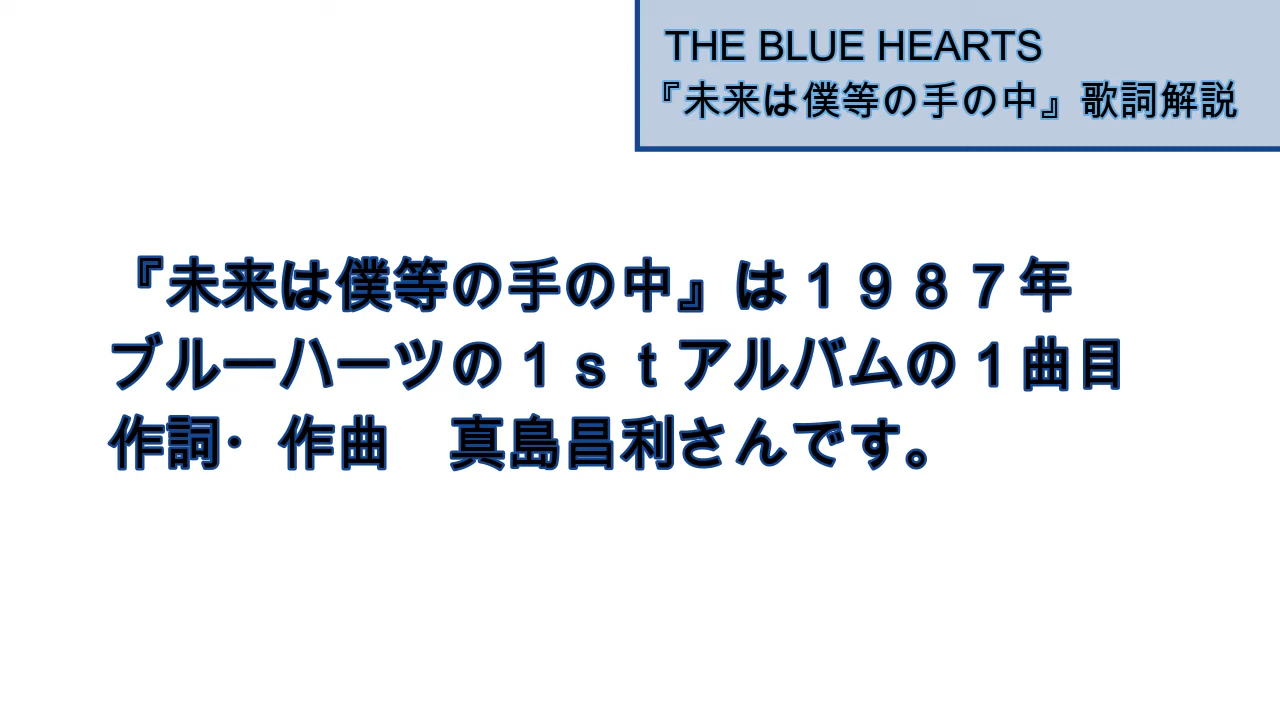 THE BLUE HEARTS
『未来は僕等の手の中』歌詞解説
『未来は僕等の手の中』は１９８７年
ブルーハーツの１ｓｔアルバムの１曲目
作詞・作曲　真島昌利さんです。